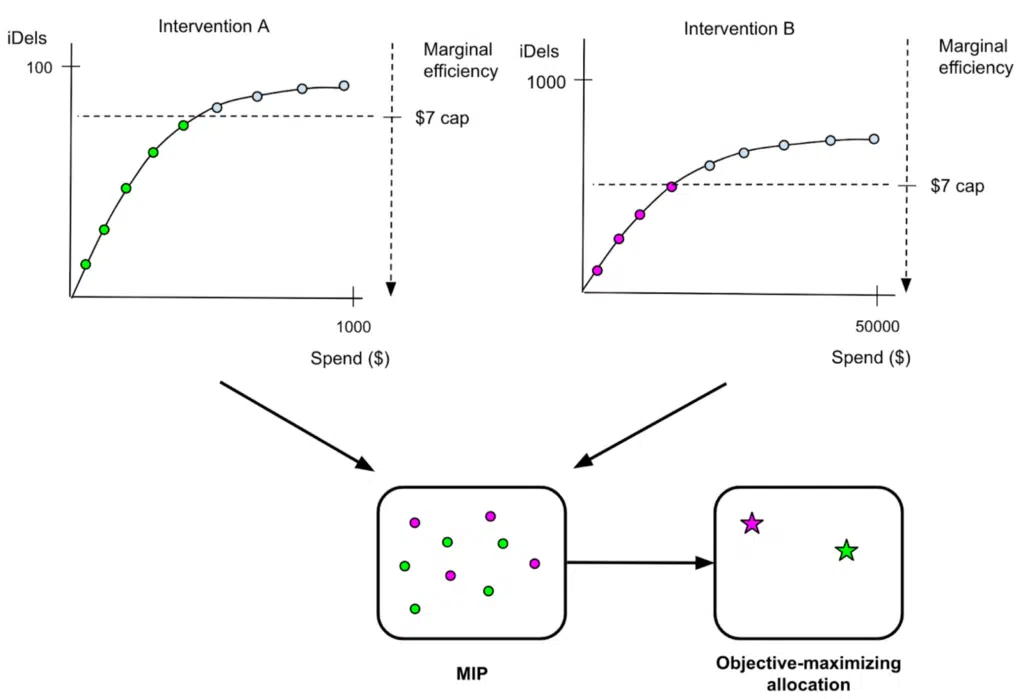 Intervention A
iDels
100
Marginal
efficiency
$7 cap
1000
Spend ($)
Intervention B
iDels
1000
Marginal
efficiency
$7 cap
50000
Spend ($)
MIP
Objective-maximizing
allocation